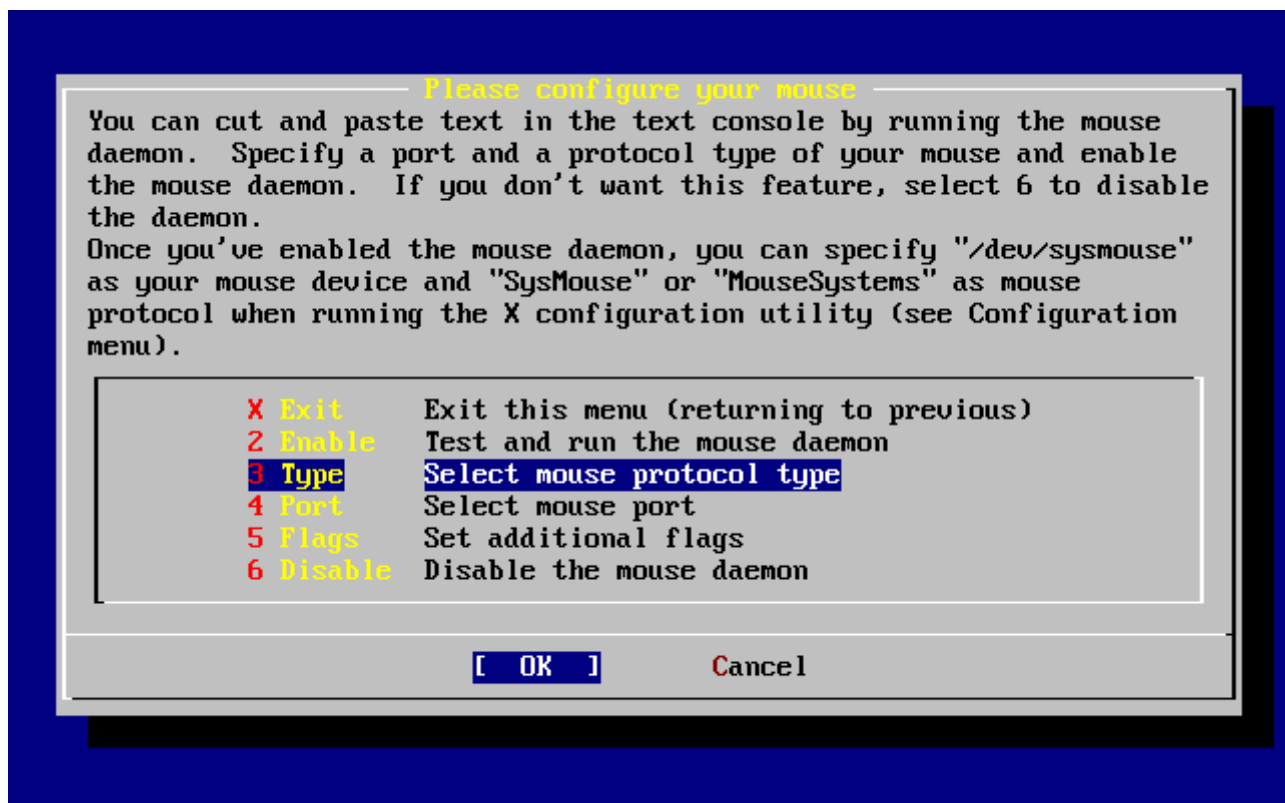 Please configure your mouse
You can cut and paste text in the text console by running the mouse
daemon.  Specify a port and a protocol type of your mouse and enable
the mouse daemon.  If you don't want this feature, select 6 to disable
the daemon.
Once you've enabled the mouse daemon, you can specify "/dev/sysmouse"
as your mouse device and "SysMouse" or "MouseSystems" as mouse
protocol when running the X configuration utility (see Configuration
menu).
X Exit     Exit this menu (returning to previous)
2 Enable   Test and run the mouse daemon
3 Type     Select mouse protocol type
4 Port     Select mouse port
5 Flags    Set additional flags
6 Disable  Disable the mouse daemon
[  OK  ]       Cancel